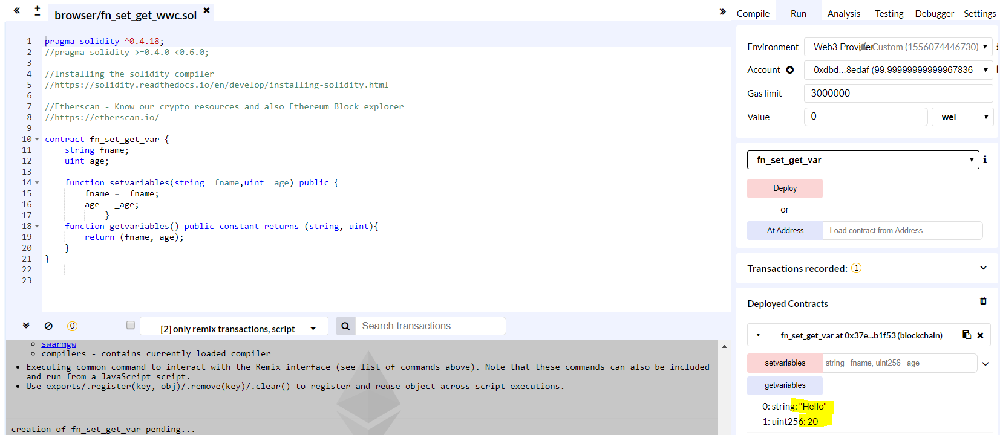 browser/fn_set_get_wwc.sol
Compile Run Analysis Testing Debugger Settings
1 pragma solidity ^0.4.18;
2 //pragma solidity >=0.4.0 <0.6.0;
3
4 //Installing the solidity compiler
5 //https://solidity.readthedocs.io/en/develop/installing-solidity.html
6
7 //Etherscan - Know our crypto resources and also Ethereum Block explorer
8 //https://etherscan.io/
9
10 contract fn_set_get_var {
11 string fname;
12 uint age;
13
14 function setvariables(string _fname,uint _age) public {
15 fname = _fname;
16 age = _age;
17 }
18 function getvariables() public constant returns (string, uint){
19 return (fname, age);
20 }
21 }
22
23
0
[2] only remix transactions, script
Search transactions
swarmgw
compilers - contains currently loaded compiler
Executing common command to interact with the Remix interface (see list of commands above). Note that these commands can also be included
and run from a JavaScript script.
Use exports/.register(key, obj)/.remove(key)/.clear() to register and reuse object across script executions.
creation of fn_set_get_var pending...
Environment Web3 Provider Custom (1556074446730)
Account 0xdbd...8edaf (99.99999999999967836
Gas limit 3000000
Value 0 wei
fn_set_get_var
Deploy
or
At Address Load contract from Address
Transactions recorded: 1
Deployed Contracts
fn_set_get_var at 0x37e...b1f53 (blockchain)
setvariables string _fname, uint256 _age
getvariables
0: string: "Hello"
1: uint256: 20